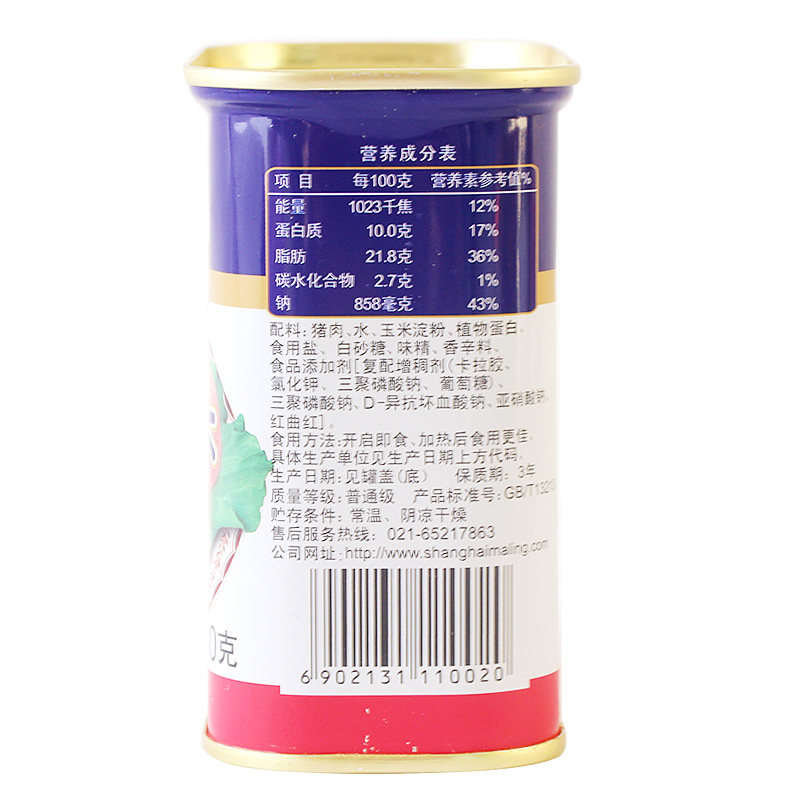 营养成分表
项目 每100克 营养素参考值%
能量 1023千焦 12%
蛋白质 10.0克 17%
脂肪 21.8克 36%
碳水化合物 2.7克 1%
钠 858毫克 43%
配料:猪肉、水、玉米淀粉、植物蛋白、
食用盐、白砂糖、味精、香辛料、
食品添加剂[复配增稠剂(卡拉胶、
氯化钾、三聚磷酸钠、葡萄糖)、
三聚磷酸钠、D-异抗坏血酸钠、亚硝酸钠、
红曲红]。
食用方法:开启即食、加热后食用更佳。
具体生产单位见生产日期上方代码。
生产日期:见罐盖(底) 保质期:3年
质量等级:普通级 产品标准号:GB/T13213
贮存条件:常温、阴凉干燥
售后服务热线:021-65217863
公司网址:http://www.shanghaimaling.com
0克
6 902131 110020